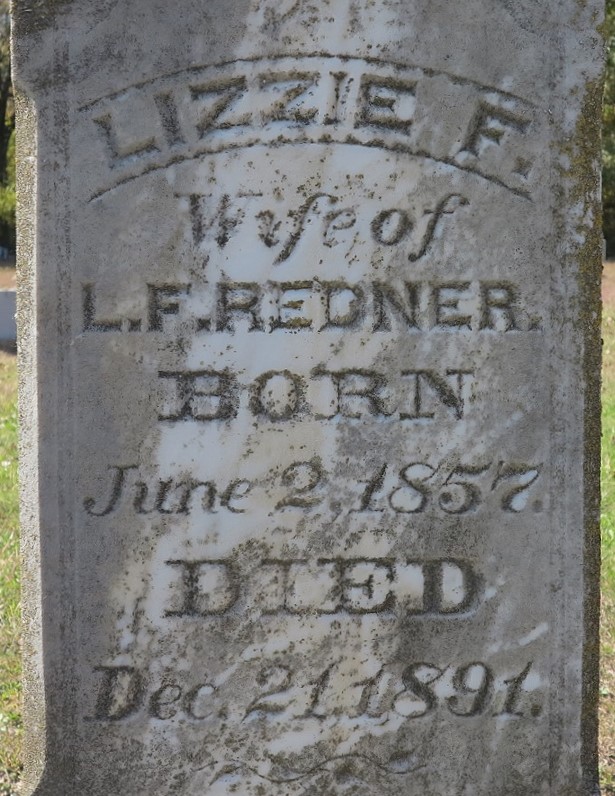 LIZZIE F.
Wife of
L.F.REDNER.
BORN
June 2, 1857.
DIED
Dec. 21, 1891.